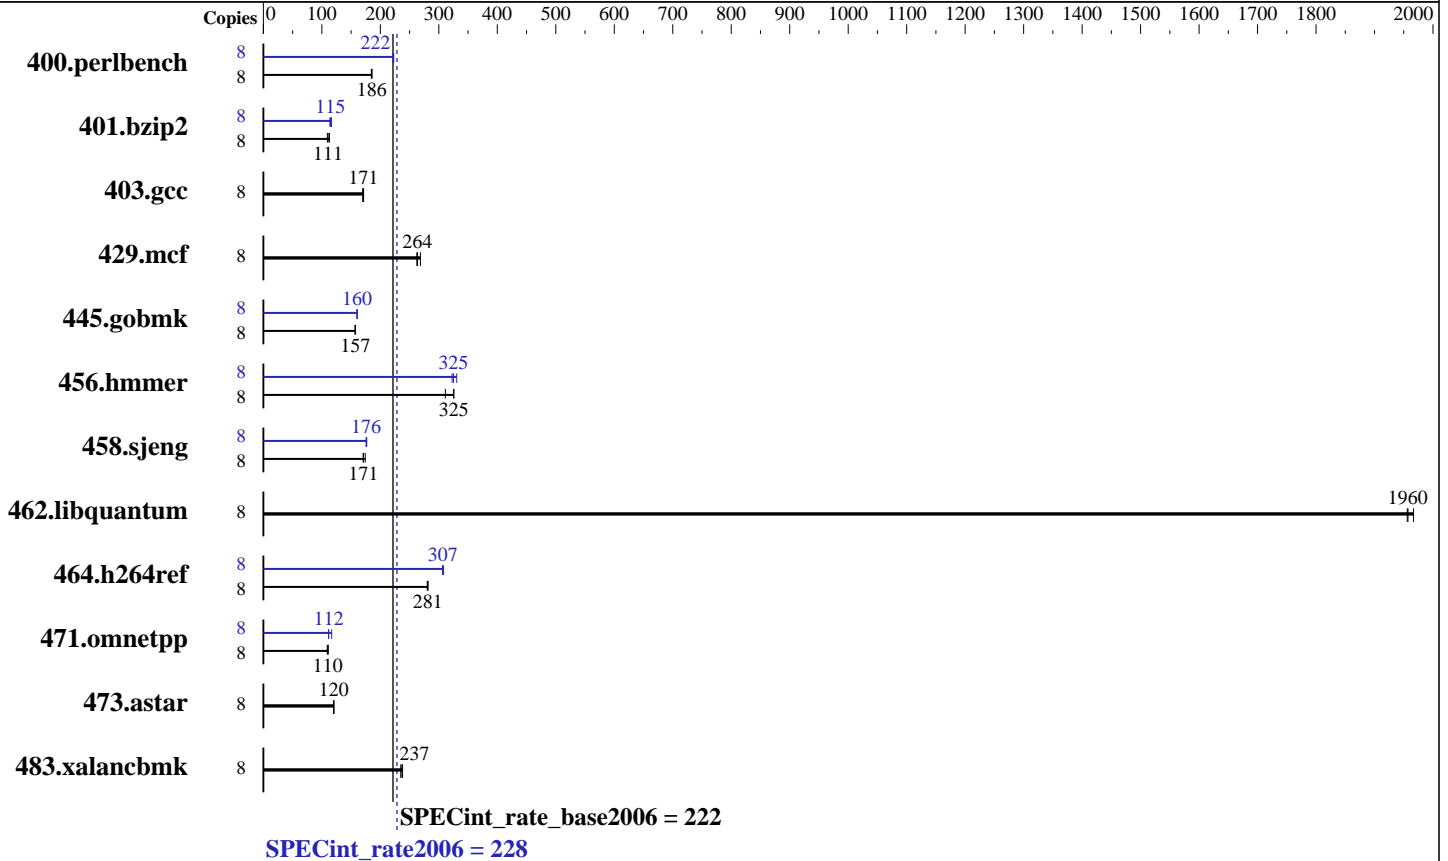 Copies 0 100 200 300 400 500 600 700 800 900 1000 1100 1200 1300 1400 1500 1600 1700 1800 2000
400.perlbench 8 222
8 186
401.bzip2 8 115
8 111
403.gcc 8 171
429.mcf 8 264
445.gobmk 8 160
8 157
456.hmmer 8 325
8 325
458.sjeng 8 176
8 171
462.libquantum 8 1960
464.h264ref 8 307
8 281
471.omnetpp 8 112
8 110
473.astar 8 120
483.xalancbmk 8 237
SPECint_rate_base2006 = 222
SPECint_rate2006 = 228